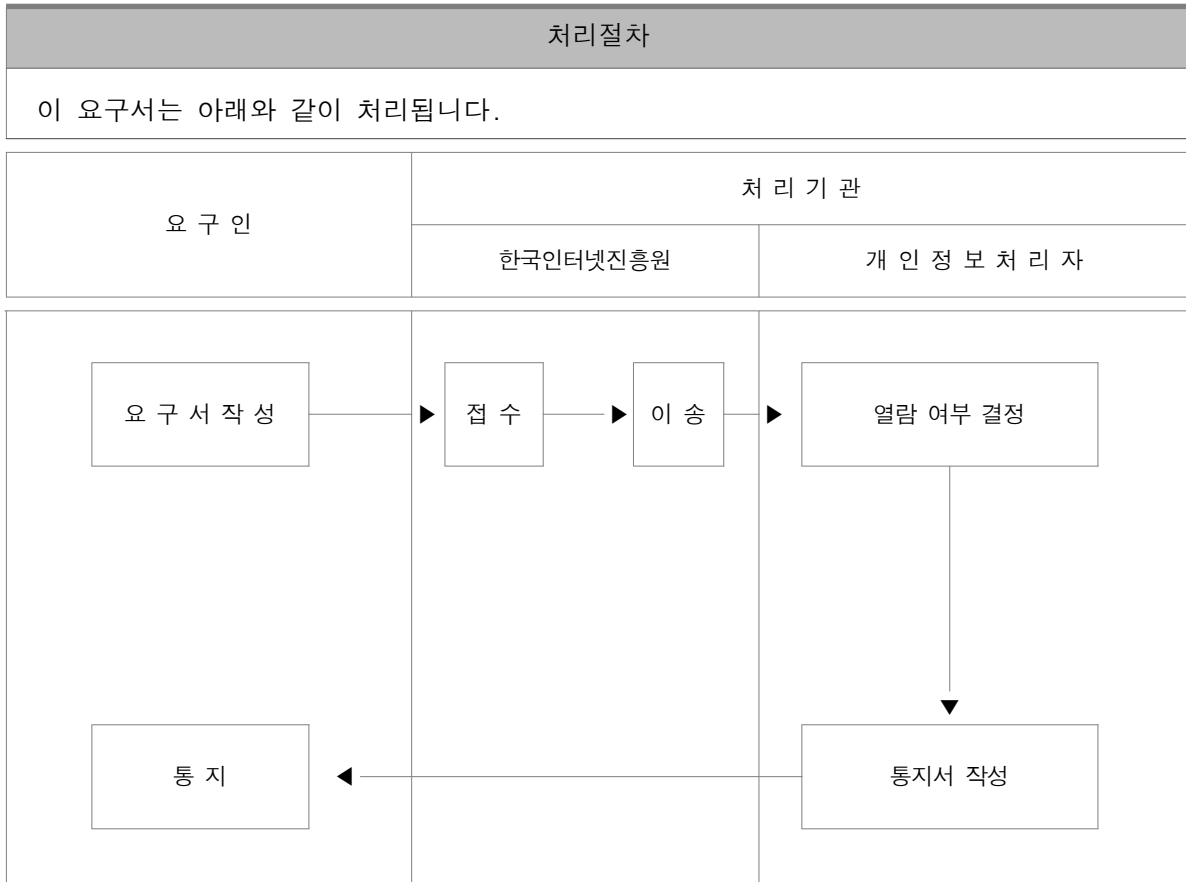 처리절차
이 요구서는 아래와 같이 처리됩니다.
요 구 인
처 리 기 관
한국인터넷진흥원
개 인 정 보 처 리 자
요 구 서 작 성
접 수
이 송
열람 여부 결정
통 지
통지서 작성